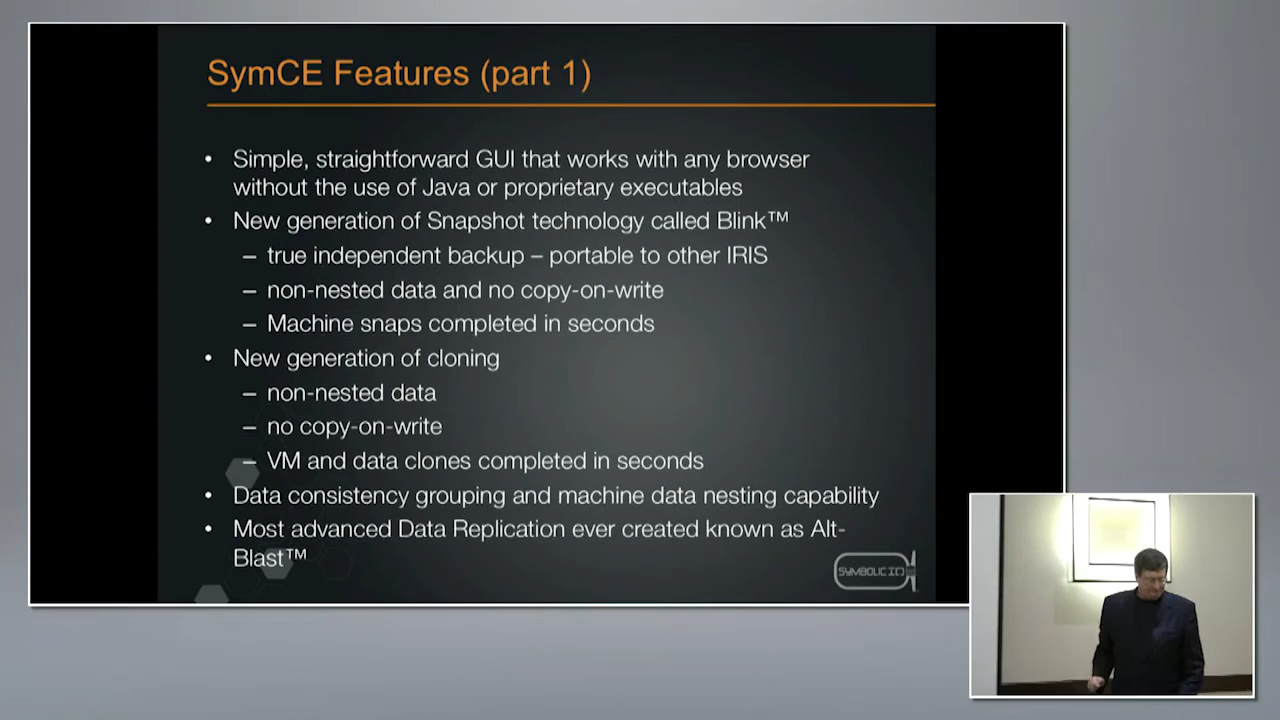 SymCE Features (part 1)
• Simple, straightforward GUI that works with any browser
without the use of Java or proprietary executables
• New generation of Snapshot technology called Blink™
– true independent backup – portable to other IRIS
– non-nested data and no copy-on-write
– Machine snaps completed in seconds
• New generation of cloning
– non-nested data
– no copy-on-write
– VM and data clones completed in seconds
• Data consistency grouping and machine data nesting capability
• Most advanced Data Replication ever created known as Alt-
Blast™
SYMBOLIC IO